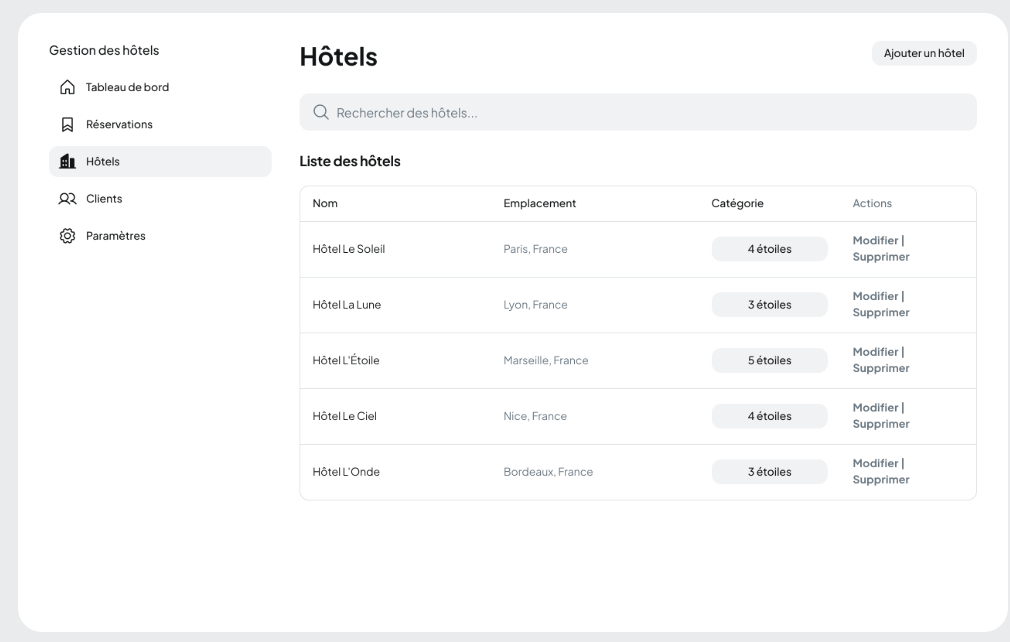 Gestion des hôtels
Tableau de bord
Réservations
Hôtels
Clients
Paramètres
Hôtels
Ajouter un hôtel
Rechercher des hôtels...
Liste des hôtels
Nom Emplacement Catégorie Actions
Hôtel Le Soleil Paris, France 4 étoiles Modifier |
Supprimer
Hôtel La Lune Lyon, France 3 étoiles Modifier |
Supprimer
Hôtel L'Étoile Marseille, France 5 étoiles Modifier |
Supprimer
Hôtel Le Ciel Nice, France 4 étoiles Modifier |
Supprimer
Hôtel L'Onde Bordeaux, France 3 étoiles Modifier |
Supprimer